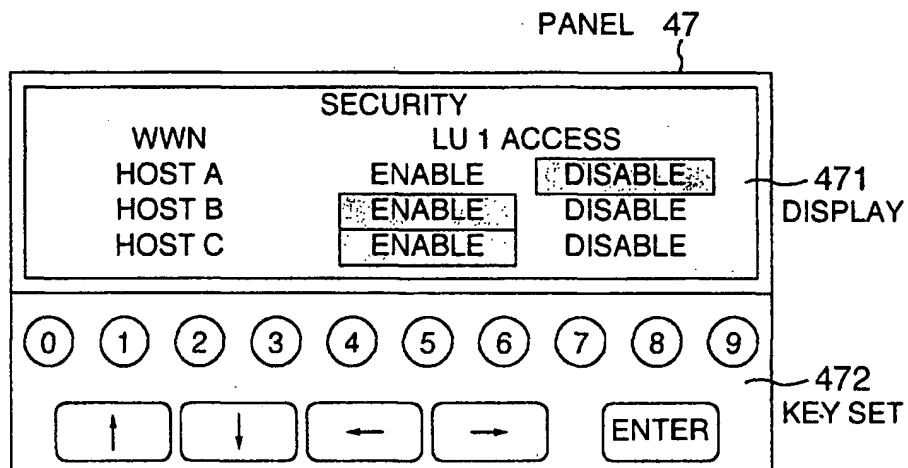 PANEL 47
SECURITY
WWN LU 1 ACCESS
HOST A ENABLE DISABLE
HOST B ENABLE DISABLE
HOST C ENABLE DISABLE
471
DISPLAY
0 1 2 3 4 5 6 7 8 9
472
KEY SET
↑ ↓ ← → ENTER